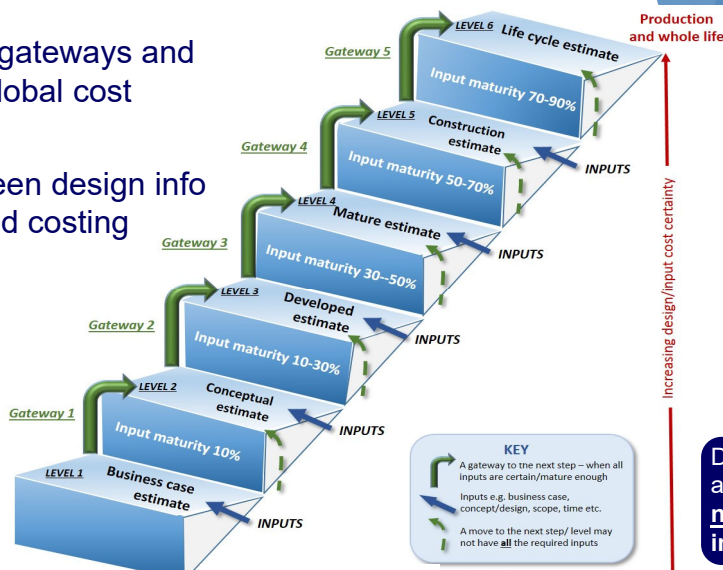 gateways and
lobal cost
een design info
d costing
Production
and whole life
Gateway 5
LEVEL 6 Life cycle estimate
Input maturity 70-90%
Gateway 4
LEVEL 5 Construction
estimate
INPUTS
Input maturity 50-70%
Gateway 3
LEVEL 4 Mature estimate
INPUTS
Input maturity 30--50%
Gateway 2
LEVEL 3 Developed
estimate
INPUTS
Input maturity 10-30%
Gateway 1
LEVEL 2 Conceptual
estimate
INPUTS
Input maturity 10%
LEVEL 1 Business case
estimate
INPUTS
Increasing design/input cost certainty
KEY
A gateway to the next step – when all
inputs are certain/mature enough
Inputs e.g. business case,
concept/design, scope, time etc.
A move to the next step/ level may
not have all the required inputs
D
a
n
in